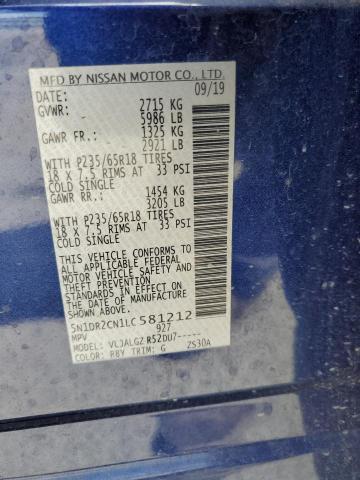 MFD BY NISSAN MOTOR CO., LTD.
DATE: 09/19
GVWR: 2715 KG
5986 LB
GAWR FR.: 1325 KG
2921 LB
WITH P235/65R18 TIRES
18 X 7.5 RIMS AT 33 PSI
COLD SINGLE
GAWR RR.: 1454 KG
3205 LB
WITH P235/65R18 TIRES
18 X 7.5 RIMS AT 33 PSI
COLD SINGLE
THIS VEHICLE CONFORMS TO
ALL APPLICABLE FEDERAL
MOTOR VEHICLE SAFETY AND
THEFT PREVENTION
STANDARDS IN EFFECT ON
THE DATE OF MANUFACTURE
SHOWN ABOVE.
5N1DR2CN1LC581212
MPV 927
MODEL: VLJALGZ R52DU7-----
COLOR: RBY TRIM: G ZS30A